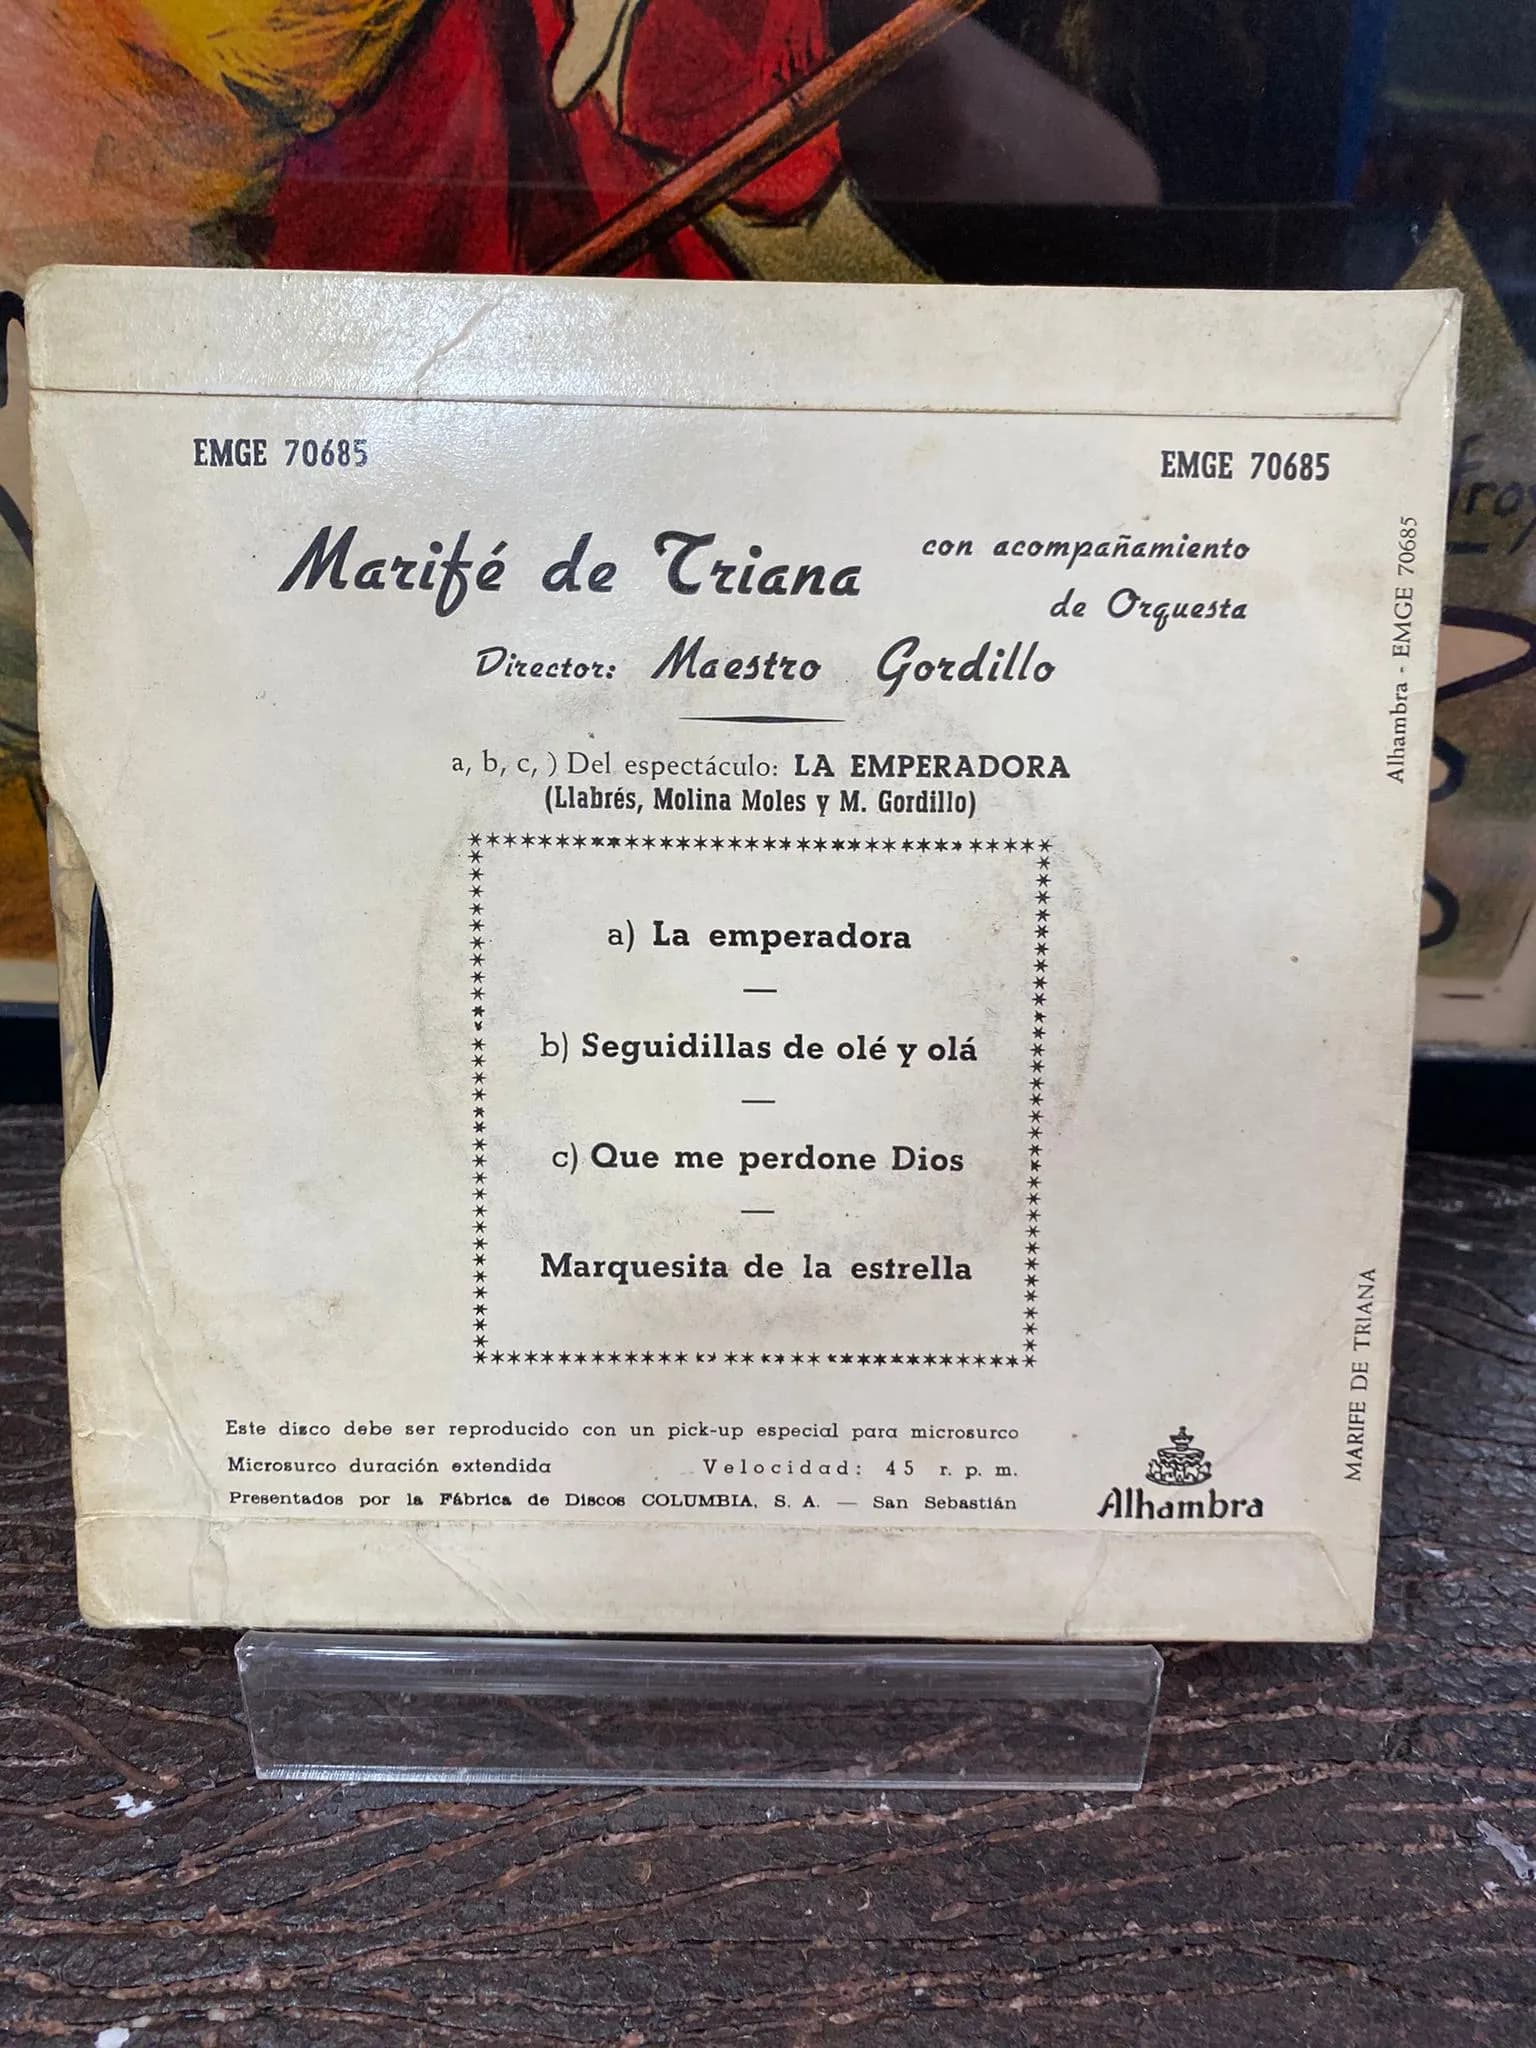 EMGE 70685
EMGE 70685
Marifé de Triana
con acompañamiento
de Orquesta
Director: Maestro Gordillo
a, b, c, ) Del espectáculo: LA EMPERADORA
(Llabrés, Molina Moles y M. Gordillo)
a) La emperadora
—
b) Seguidillas de olé y olá
—
c) Que me perdone Dios
—
Marquesita de la estrella
Este disco debe ser reproducido con un pick-up especial para microsurco
Microsurco duración extendida Velocidad: 45 r. p. m.
Presentados por la Fábrica de Discos COLUMBIA, S. A. — San Sebastián
Alhambra
Alhambra - EMGE 70685
MARIFE DE TRIANA